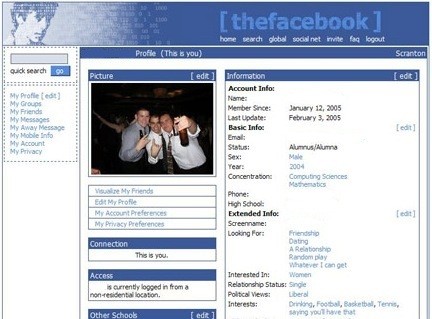 [ thefacebook ]
home search global social net invite faq logout
Profile (This is you) Scranton
quick search go
My Profile [ edit ]
My Groups
My Friends
My Messages
My Away Message
My Mobile Info
My Account
My Privacy
Picture [ edit ]
Visualize My Friends
Edit My Profile
My Account Preferences
My Privacy Preferences
Connection
This is you.
Access
is currently logged in from a
non-residential location.
Other Schools [ edit ]
Information [ edit ]
Account Info:
Name:
Member Since: January 12, 2005
Last Update: February 3, 2005
Basic Info: [ edit ]
Email:
Status: Alumnus/Alumna
Sex: Male
Year: 2004
Concentration: Computing Sciences
Mathematics
Phone:
High School:
Extended Info: [ edit ]
Screenname:
Looking For: Friendship
Dating
A Relationship
Random play
Whatever I can get
Interested In: Women
Relationship Status: Single
Political Views: Liberal
Interests: Drinking, Football, Basketball, Tennis,
saying you'll have that